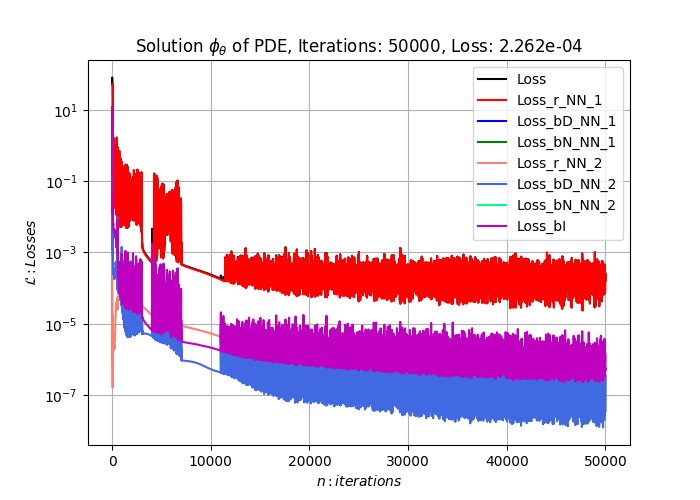 Solution ϕ_θ of PDE, Iterations: 50000, Loss: 2.262e-04
Loss
Loss_r_NN_1
Loss_bD_NN_1
Loss_bN_NN_1
Loss_r_NN_2
Loss_bD_NN_2
Loss_bN_NN_2
Loss_bI
10¹
10⁻¹
10⁻³
10⁻⁵
10⁻⁷
ℒ : Losses
0 10000 20000 30000 40000 50000
n : iterations